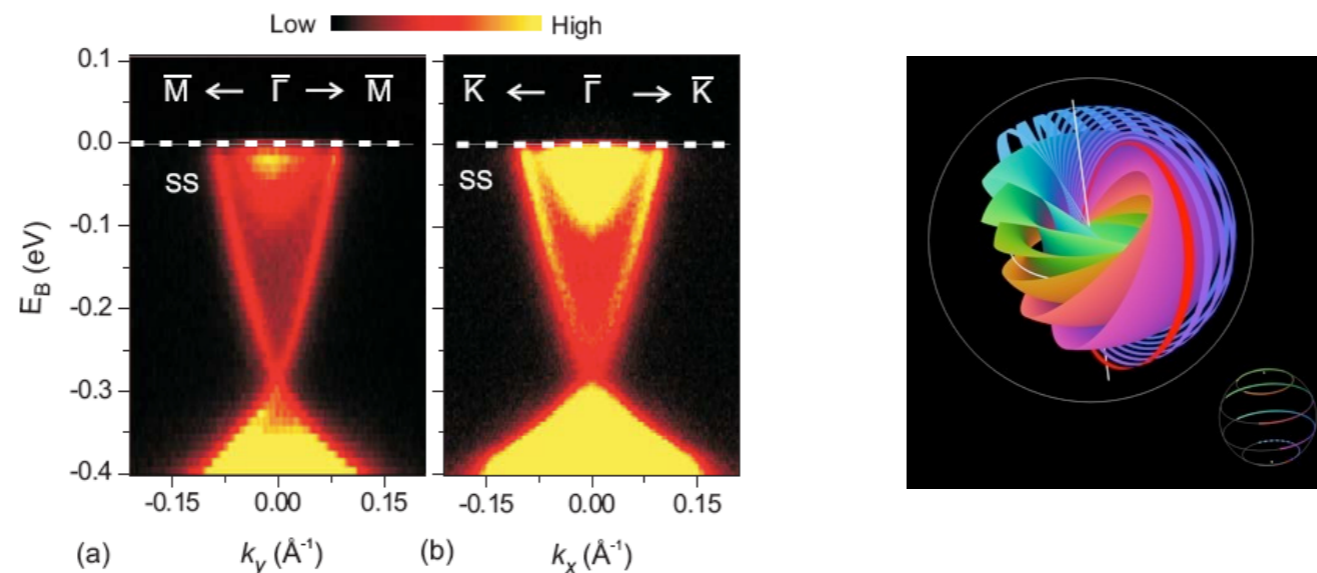 Low High
0.1
0.0
-0.1
-0.2
-0.3
-0.4
E_B (eV)
M̅ ← Γ̅ → M̅
SS
-0.15 0.00 0.15
(a) k_y (Å⁻¹)
K̅ ← Γ̅ → K̅
SS
-0.15 0.00 0.15
(b) k_x (Å⁻¹)